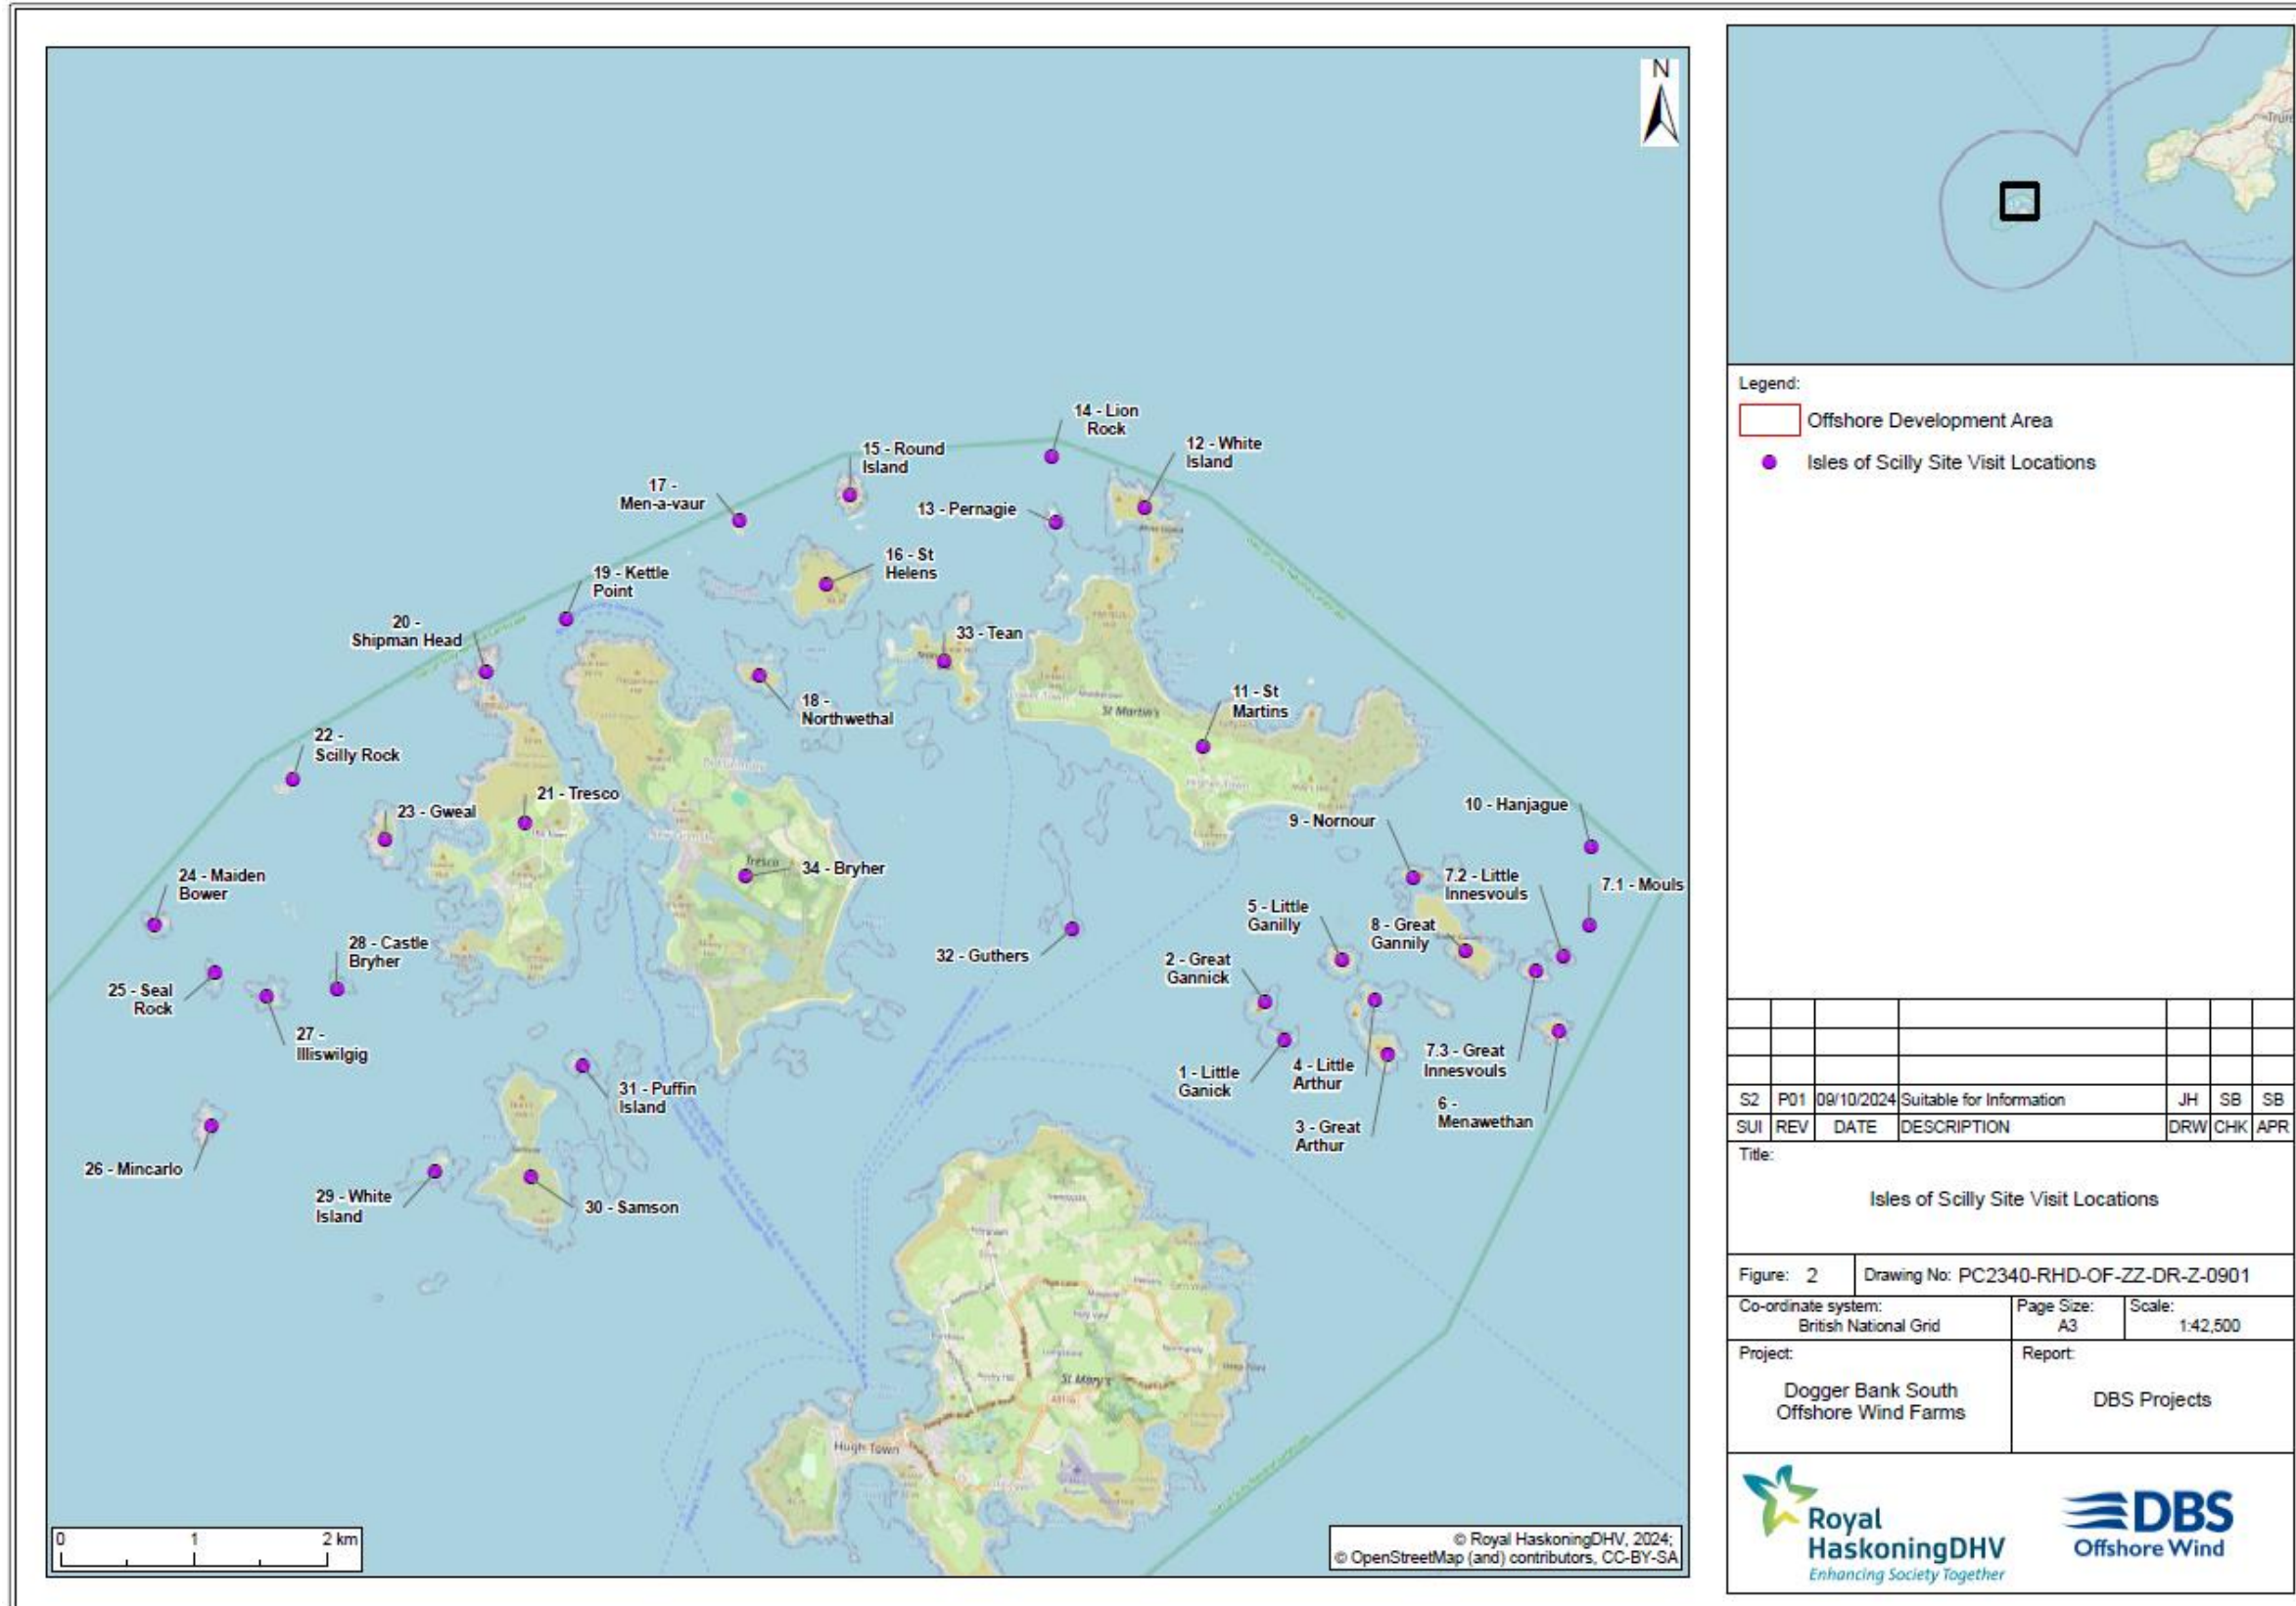 N
14 - Lion
Rock
15 - Round
Island
12 - White
Island
17 -
Men-a-vaur
13 - Pernagie
16 - St
Helens
19 - Kettle
Point
20 -
Shipman Head
33 - Tean
18 -
Northwethal
11 - St
Martins
St Martin's
22 -
Scilly Rock
21 - Tresco
23 - Gweal
10 - Hanjague
9 - Nornour
24 - Maiden
Bower
Tresco
34 - Bryher
7.2 - Little
Innesvouls
7.1 - Mouls
5 - Little
Ganilly
8 - Great
Gannily
28 - Castle
Bryher
32 - Guthers
2 - Great
Gannick
25 - Seal
Rock
27 -
Illiswilgig
31 - Puffin
Island
1 - Little
Ganick
4 - Little
Arthur
7.3 - Great
Innesvouls
6 -
Menawethan
3 - Great
Arthur
26 - Mincarlo
29 - White
Island
30 - Samson
St Mary's
Hugh Town
0 1 2 km
© Royal HaskoningDHV, 2024;
© OpenStreetMap (and) contributors, CC-BY-SA
Legend:
Offshore Development Area
Isles of Scilly Site Visit Locations
S2 P01 09/10/2024 Suitable for Information JH SB SB
SUI REV DATE DESCRIPTION DRW CHK APR
Title:
Isles of Scilly Site Visit Locations
Figure: 2 Drawing No: PC2340-RHD-OF-ZZ-DR-Z-0901
Co-ordinate system: Page Size: Scale:
British National Grid A3 1:42,500
Project: Report:
Dogger Bank South
Offshore Wind Farms
DBS Projects
Royal
HaskoningDHV
Enhancing Society Together
DBS
Offshore Wind